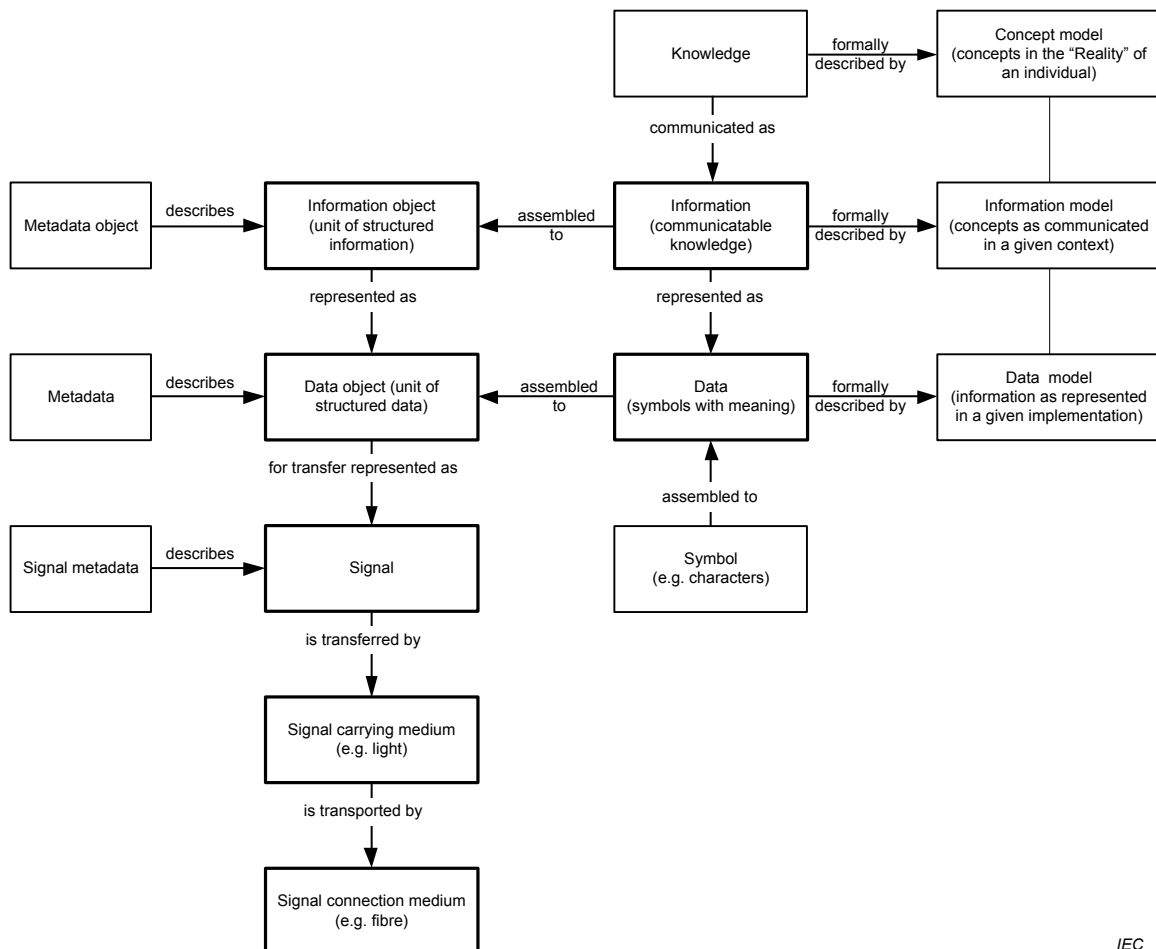 Knowledge
formally
described by
Concept model
(concepts in the “Reality” of
an individual)
communicated as
Metadata object
describes
Information object
(unit of structured
information)
assembled
to
Information
(communicatable
knowledge)
formally
described by
Information model
(concepts as communicated
in a given context)
represented as
represented as
Metadata
describes
Data object (unit of
structured data)
assembled
to
Data
(symbols with meaning)
formally
described by
Data model
(information as represented
in a given implementation)
for transfer represented as
assembled to
Signal metadata
describes
Signal
Symbol
(e.g. characters)
is transferred by
Signal carrying medium
(e.g. light)
is transported by
Signal connection medium
(e.g. fibre)
IEC